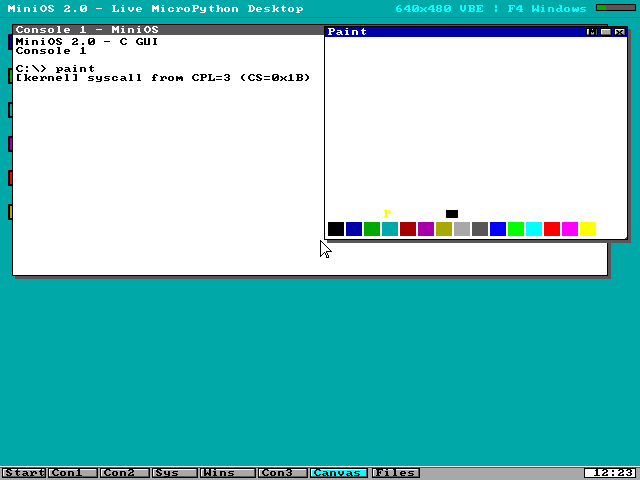 MiniOS 2.0 - Live MicroPython Desktop
640x480 VBE | F4 Windows
Console 1 - MiniOS
MiniOS 2.0 - C GUI
Console 1
C:\> paint
[kernel] syscall from CPL=3 (CS=0x1B)
Paint
P
Start
Con1
Con2
Sys
Wins
Con3
Canvas
Files
12:23